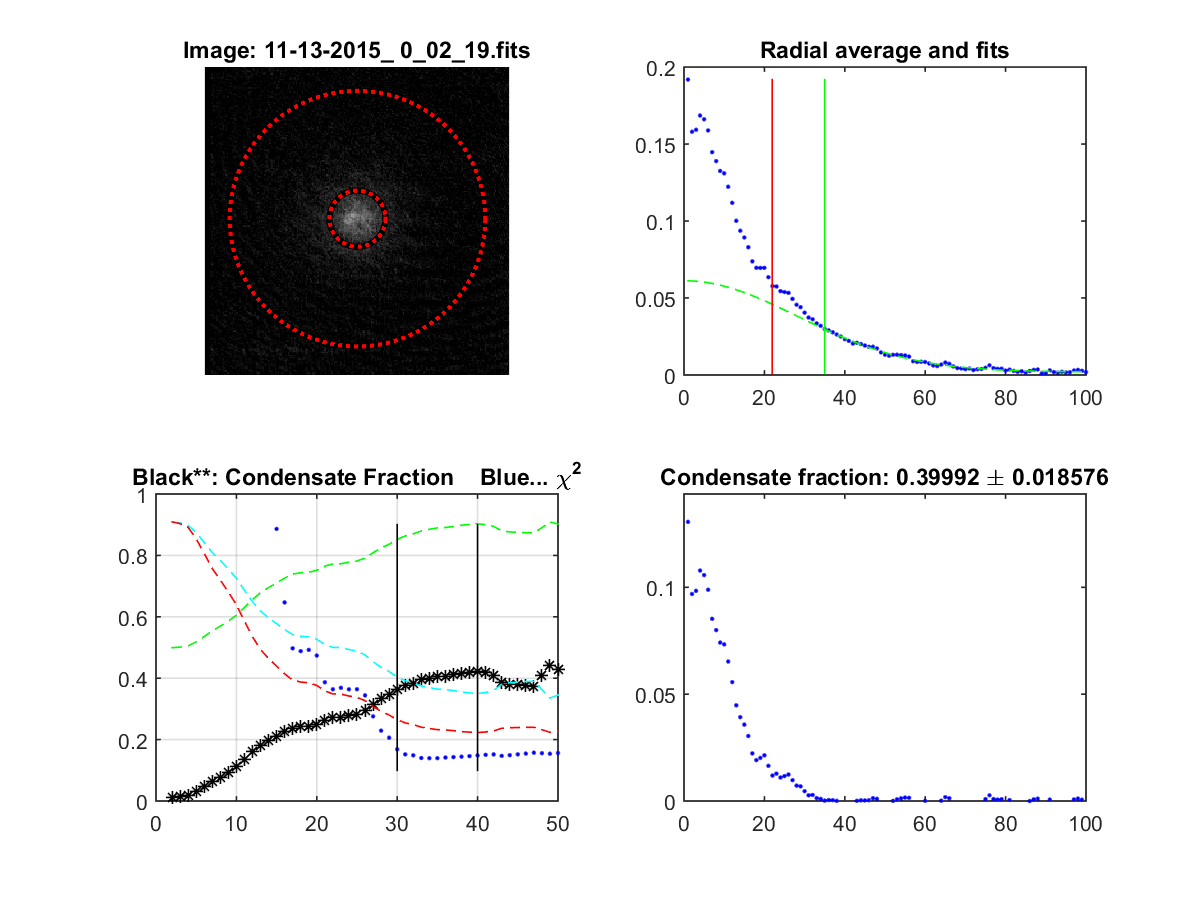 Image: 11-13-2015_ 0_02_19.fits
Radial average and fits
0.2
0.15
0.1
0.05
0
0 20 40 60 80 100
Black**: Condensate Fraction Blue... χ²
1
0.8
0.6
0.4
0.2
0
0 10 20 30 40 50
Condensate fraction: 0.39992 ± 0.018576
0.1
0.05
0
0 20 40 60 80 100